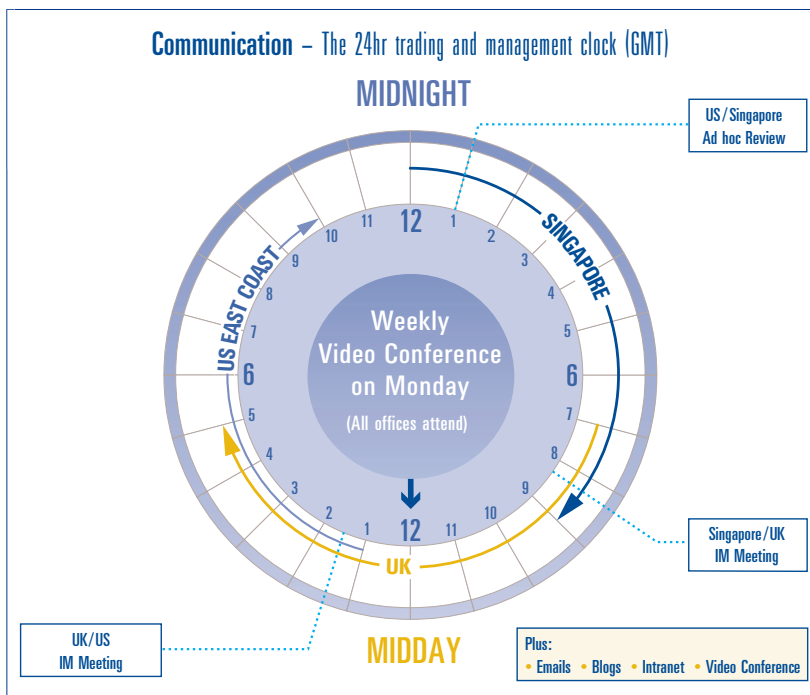 Communication – The 24hr trading and management clock (GMT)
MIDNIGHT
US/Singapore
Ad hoc Review
12
1
2
3
4
5
6
7
8
9
10
11
12
1
2
3
4
5
6
7
8
9
10
11
SINGAPORE
US EAST COAST
UK
Weekly
Video Conference
on Monday
(All offices attend)
Singapore/UK
IM Meeting
UK/US
IM Meeting
MIDDAY
Plus:
• Emails • Blogs • Intranet • Video Conference